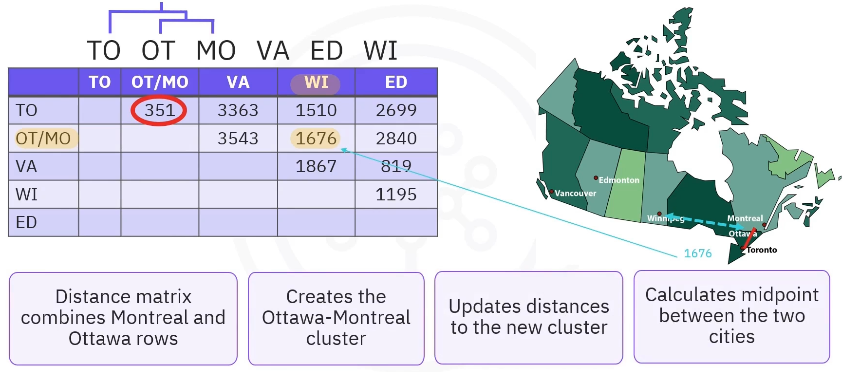 TO OT MO VA ED WI
TO OT/MO VA WI ED
TO 351 3363 1510 2699
OT/MO 3543 1676 2840
VA 1867 819
WI 1195
ED
Edmonton
Vancouver
Winnipeg
Montreal
Ottawa
Toronto
1676
Distance matrix
combines Montreal and
Ottawa rows
Creates the
Ottawa-Montreal
cluster
Updates distances
to the new cluster
Calculates midpoint
between the two
cities